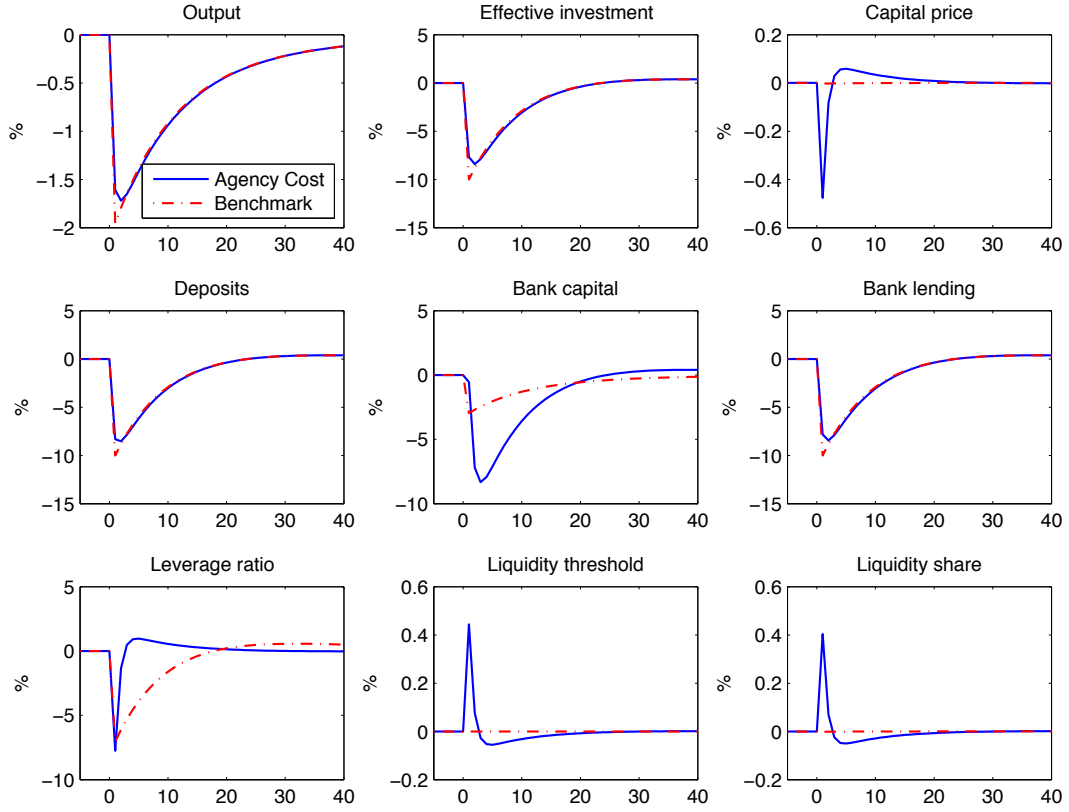 Output
%
0
−0.5
−1
−1.5
−2
0 10 20 30 40
Agency Cost
Benchmark
Effective investment
%
5
0
−5
−10
−15
0 10 20 30 40
Capital price
%
0.2
0
−0.2
−0.4
−0.6
0 10 20 30 40
Deposits
%
5
0
−5
−10
−15
0 10 20 30 40
Bank capital
%
5
0
−5
−10
0 10 20 30 40
Bank lending
%
5
0
−5
−10
−15
0 10 20 30 40
Leverage ratio
%
5
0
−5
−10
0 10 20 30 40
Liquidity threshold
%
0.6
0.4
0.2
0
−0.2
0 10 20 30 40
Liquidity share
%
0.6
0.4
0.2
0
−0.2
0 10 20 30 40